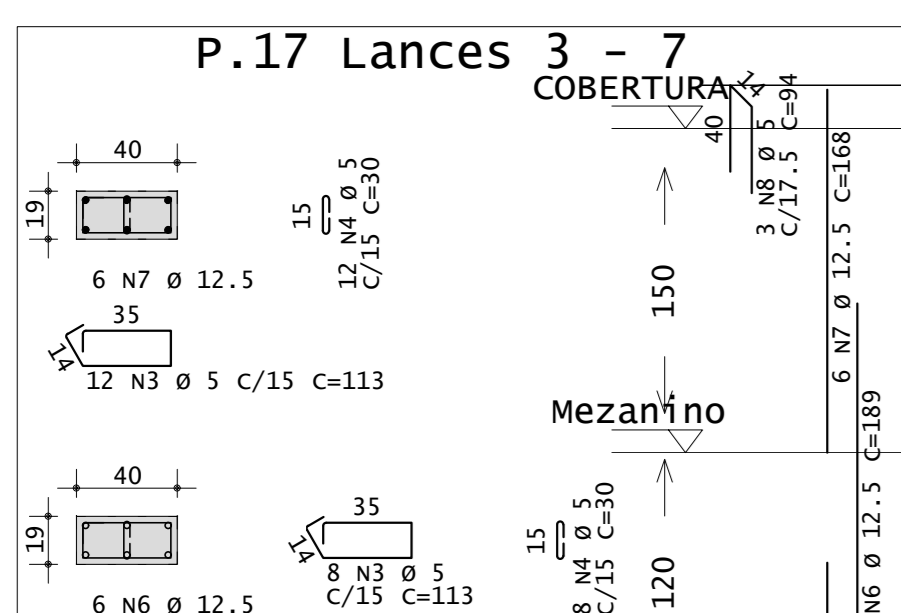 P.17 Lances 3 - 7
COBERTURA
40
19
6 N7 Ø 12.5
15
12 N4 Ø 5
C/15 C=30
35
14
12 N3 Ø 5 C/15 C=113
14
40
3 N8 Ø 5
C/17.5 C=94
150
6 N7 Ø 12.5 C=168
Mezanino
40
19
6 N6 Ø 12.5
35
14
8 N3 Ø 5
C/15 C=113
15
8 N4 Ø 5
C/15 C=30
120
N6 Ø 12.5 C=189